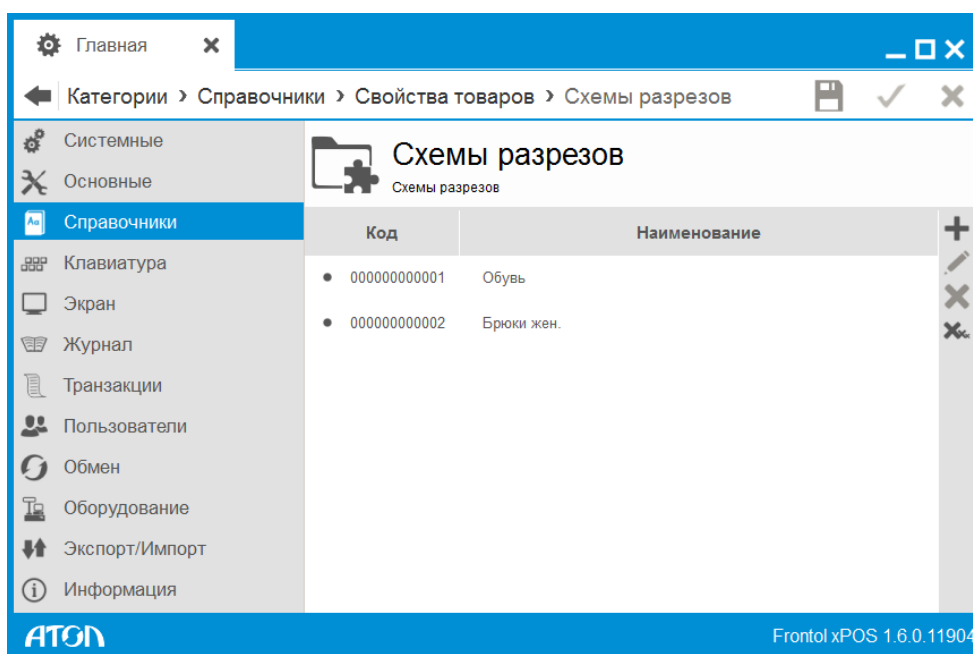 Главная
Категории › Справочники › Свойства товаров › Схемы разрезов
Системные
Основные
Справочники
Клавиатура
Экран
Журнал
Транзакции
Пользователи
Обмен
Оборудование
Экспорт/Импорт
Информация
Схемы разрезов
Схемы разрезов
Код Наименование
000000000001 Обувь
000000000002 Брюки жен.
ATOL Frontol xPOS 1.6.0.11904